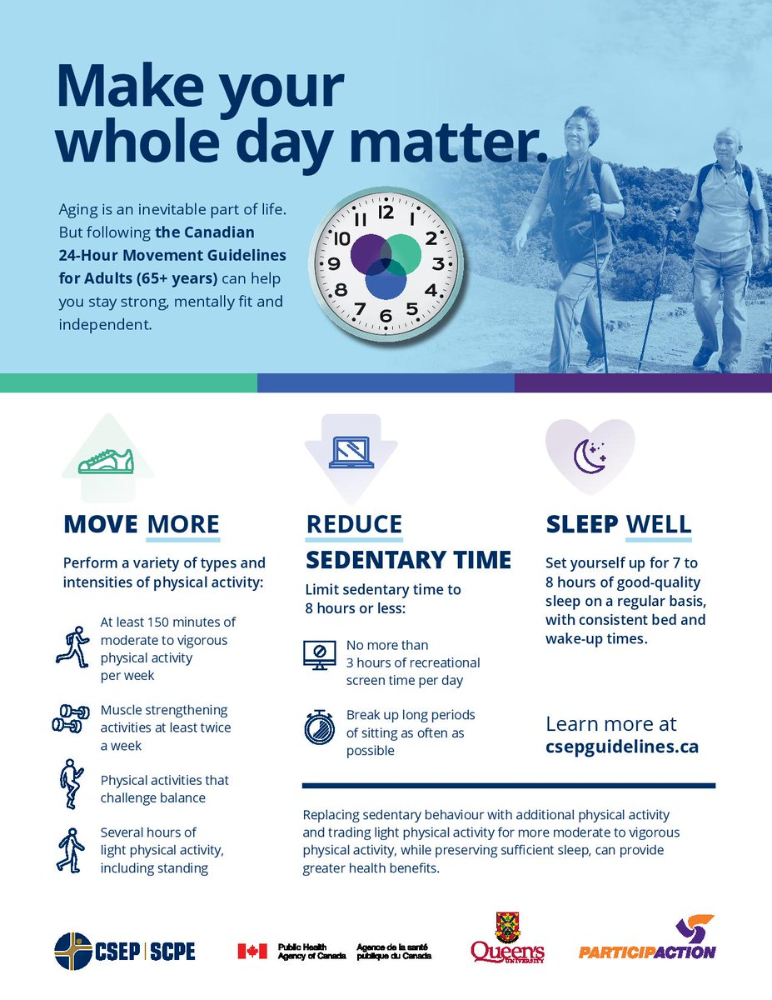 Make your
whole day matter.
Aging is an inevitable part of life.
But following the Canadian
24-Hour Movement Guidelines
for Adults (65+ years) can help
you stay strong, mentally fit and
independent.
12
1
2
3
4
5
6
7
8
9
10
11
MOVE MORE
Perform a variety of types and
intensities of physical activity:
At least 150 minutes of
moderate to vigorous
physical activity
per week
Muscle strengthening
activities at least twice
a week
Physical activities that
challenge balance
Several hours of
light physical activity,
including standing
REDUCE
SEDENTARY TIME
Limit sedentary time to
8 hours or less:
No more than
3 hours of recreational
screen time per day
Break up long periods
of sitting as often as
possible
SLEEP WELL
Set yourself up for 7 to
8 hours of good-quality
sleep on a regular basis,
with consistent bed and
wake-up times.
Learn more at
csepguidelines.ca
Replacing sedentary behaviour with additional physical activity
and trading light physical activity for more moderate to vigorous
physical activity, while preserving sufficient sleep, can provide
greater health benefits.
CSEP | SCPE
Public Health
Agency of Canada
Agence de la santé
publique du Canada
Queen's
UNIVERSITY
PARTICIPACTION